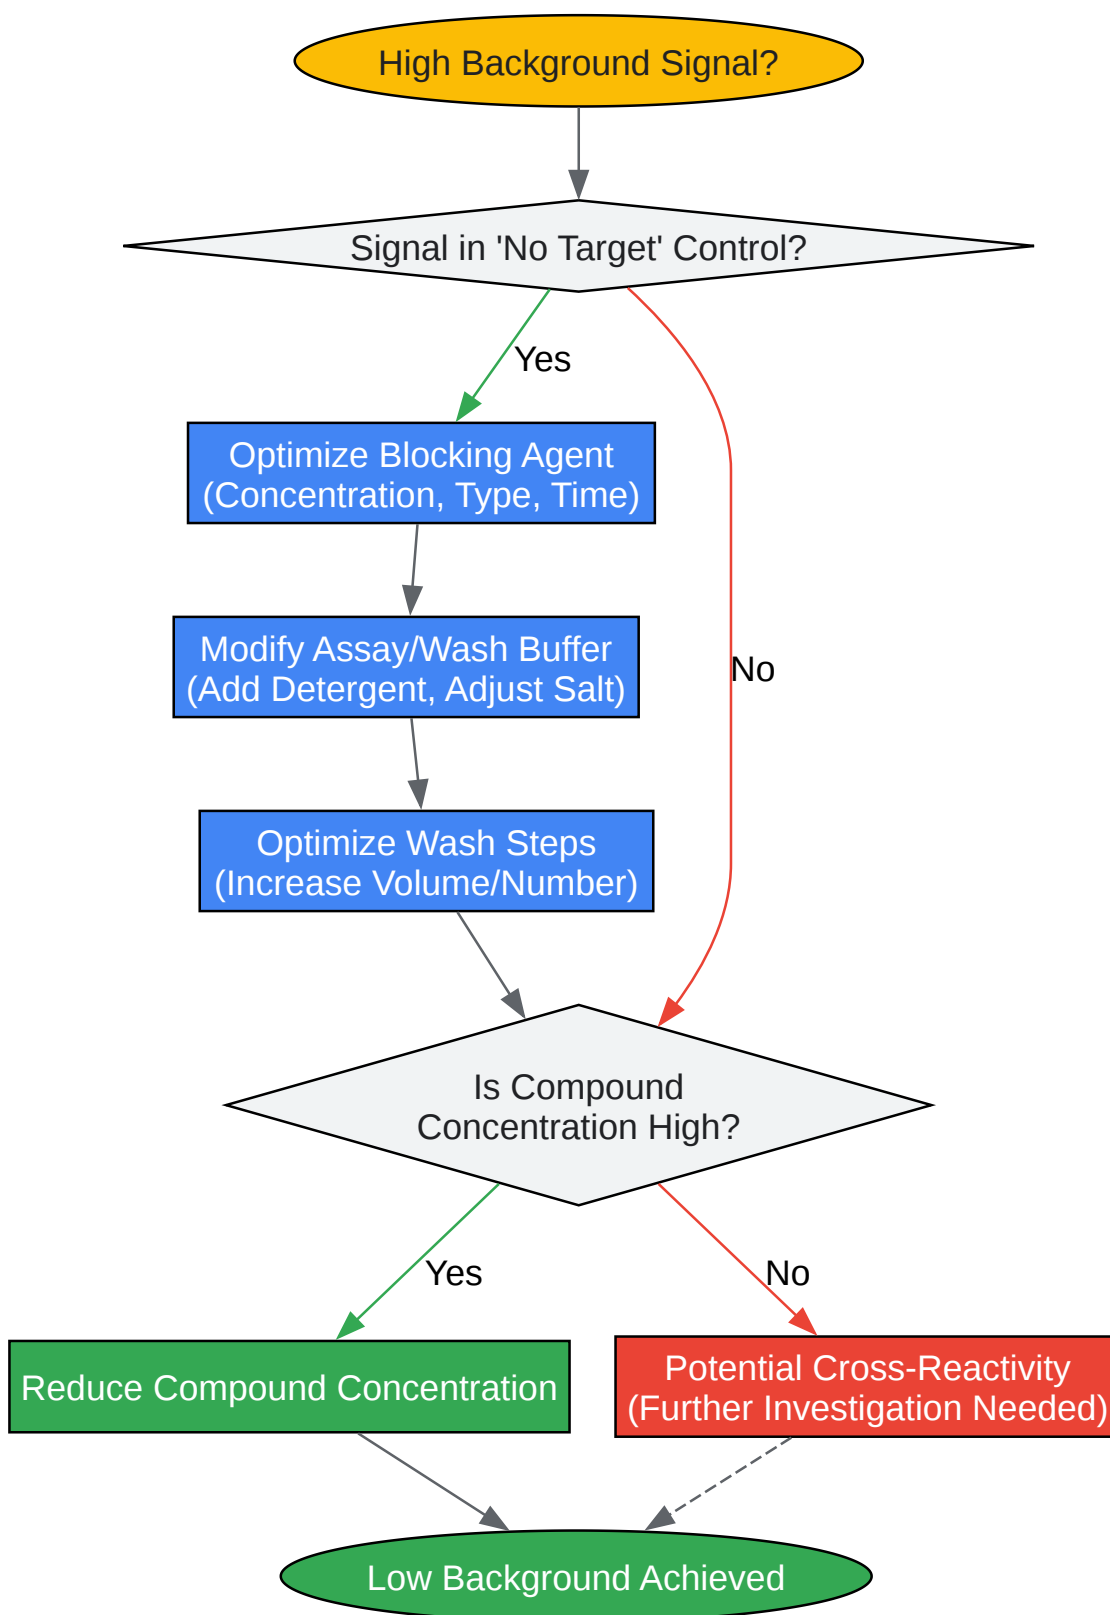 High Background Signal?
Signal in 'No Target' Control?
Yes
Optimize Blocking Agent
(Concentration, Type, Time)
Modify Assay/Wash Buffer
(Add Detergent, Adjust Salt)
No
Optimize Wash Steps
(Increase Volume/Number)
Is Compound
Concentration High?
Yes
No
Reduce Compound Concentration
Potential Cross-Reactivity
(Further Investigation Needed)
Low Background Achieved